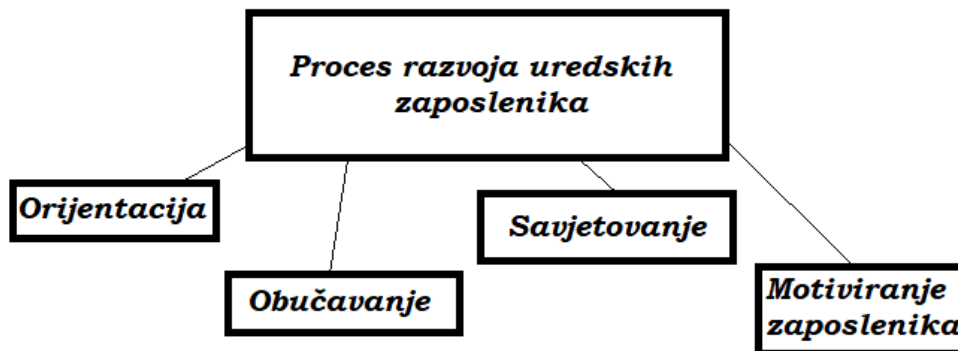 Proces razvoja uredskih
zaposlenika
Orijentacija
Savjetovanje
Obučavanje
Motiviranje
zaposlenika